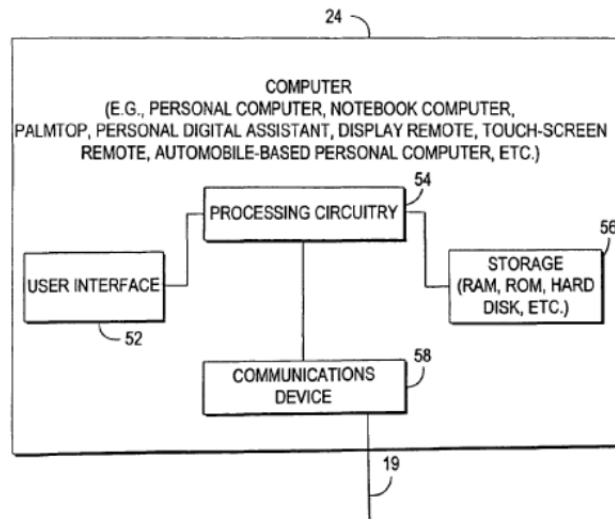 24
COMPUTER
(E.G., PERSONAL COMPUTER, NOTEBOOK COMPUTER,
PALMTOP, PERSONAL DIGITAL ASSISTANT, DISPLAY REMOTE, TOUCH-SCREEN
REMOTE, AUTOMOBILE-BASED PERSONAL COMPUTER, ETC.)
54
PROCESSING CIRCUITRY
56
USER INTERFACE
STORAGE
(RAM, ROM, HARD
DISK, ETC.)
52
58
COMMUNICATIONS
DEVICE
19